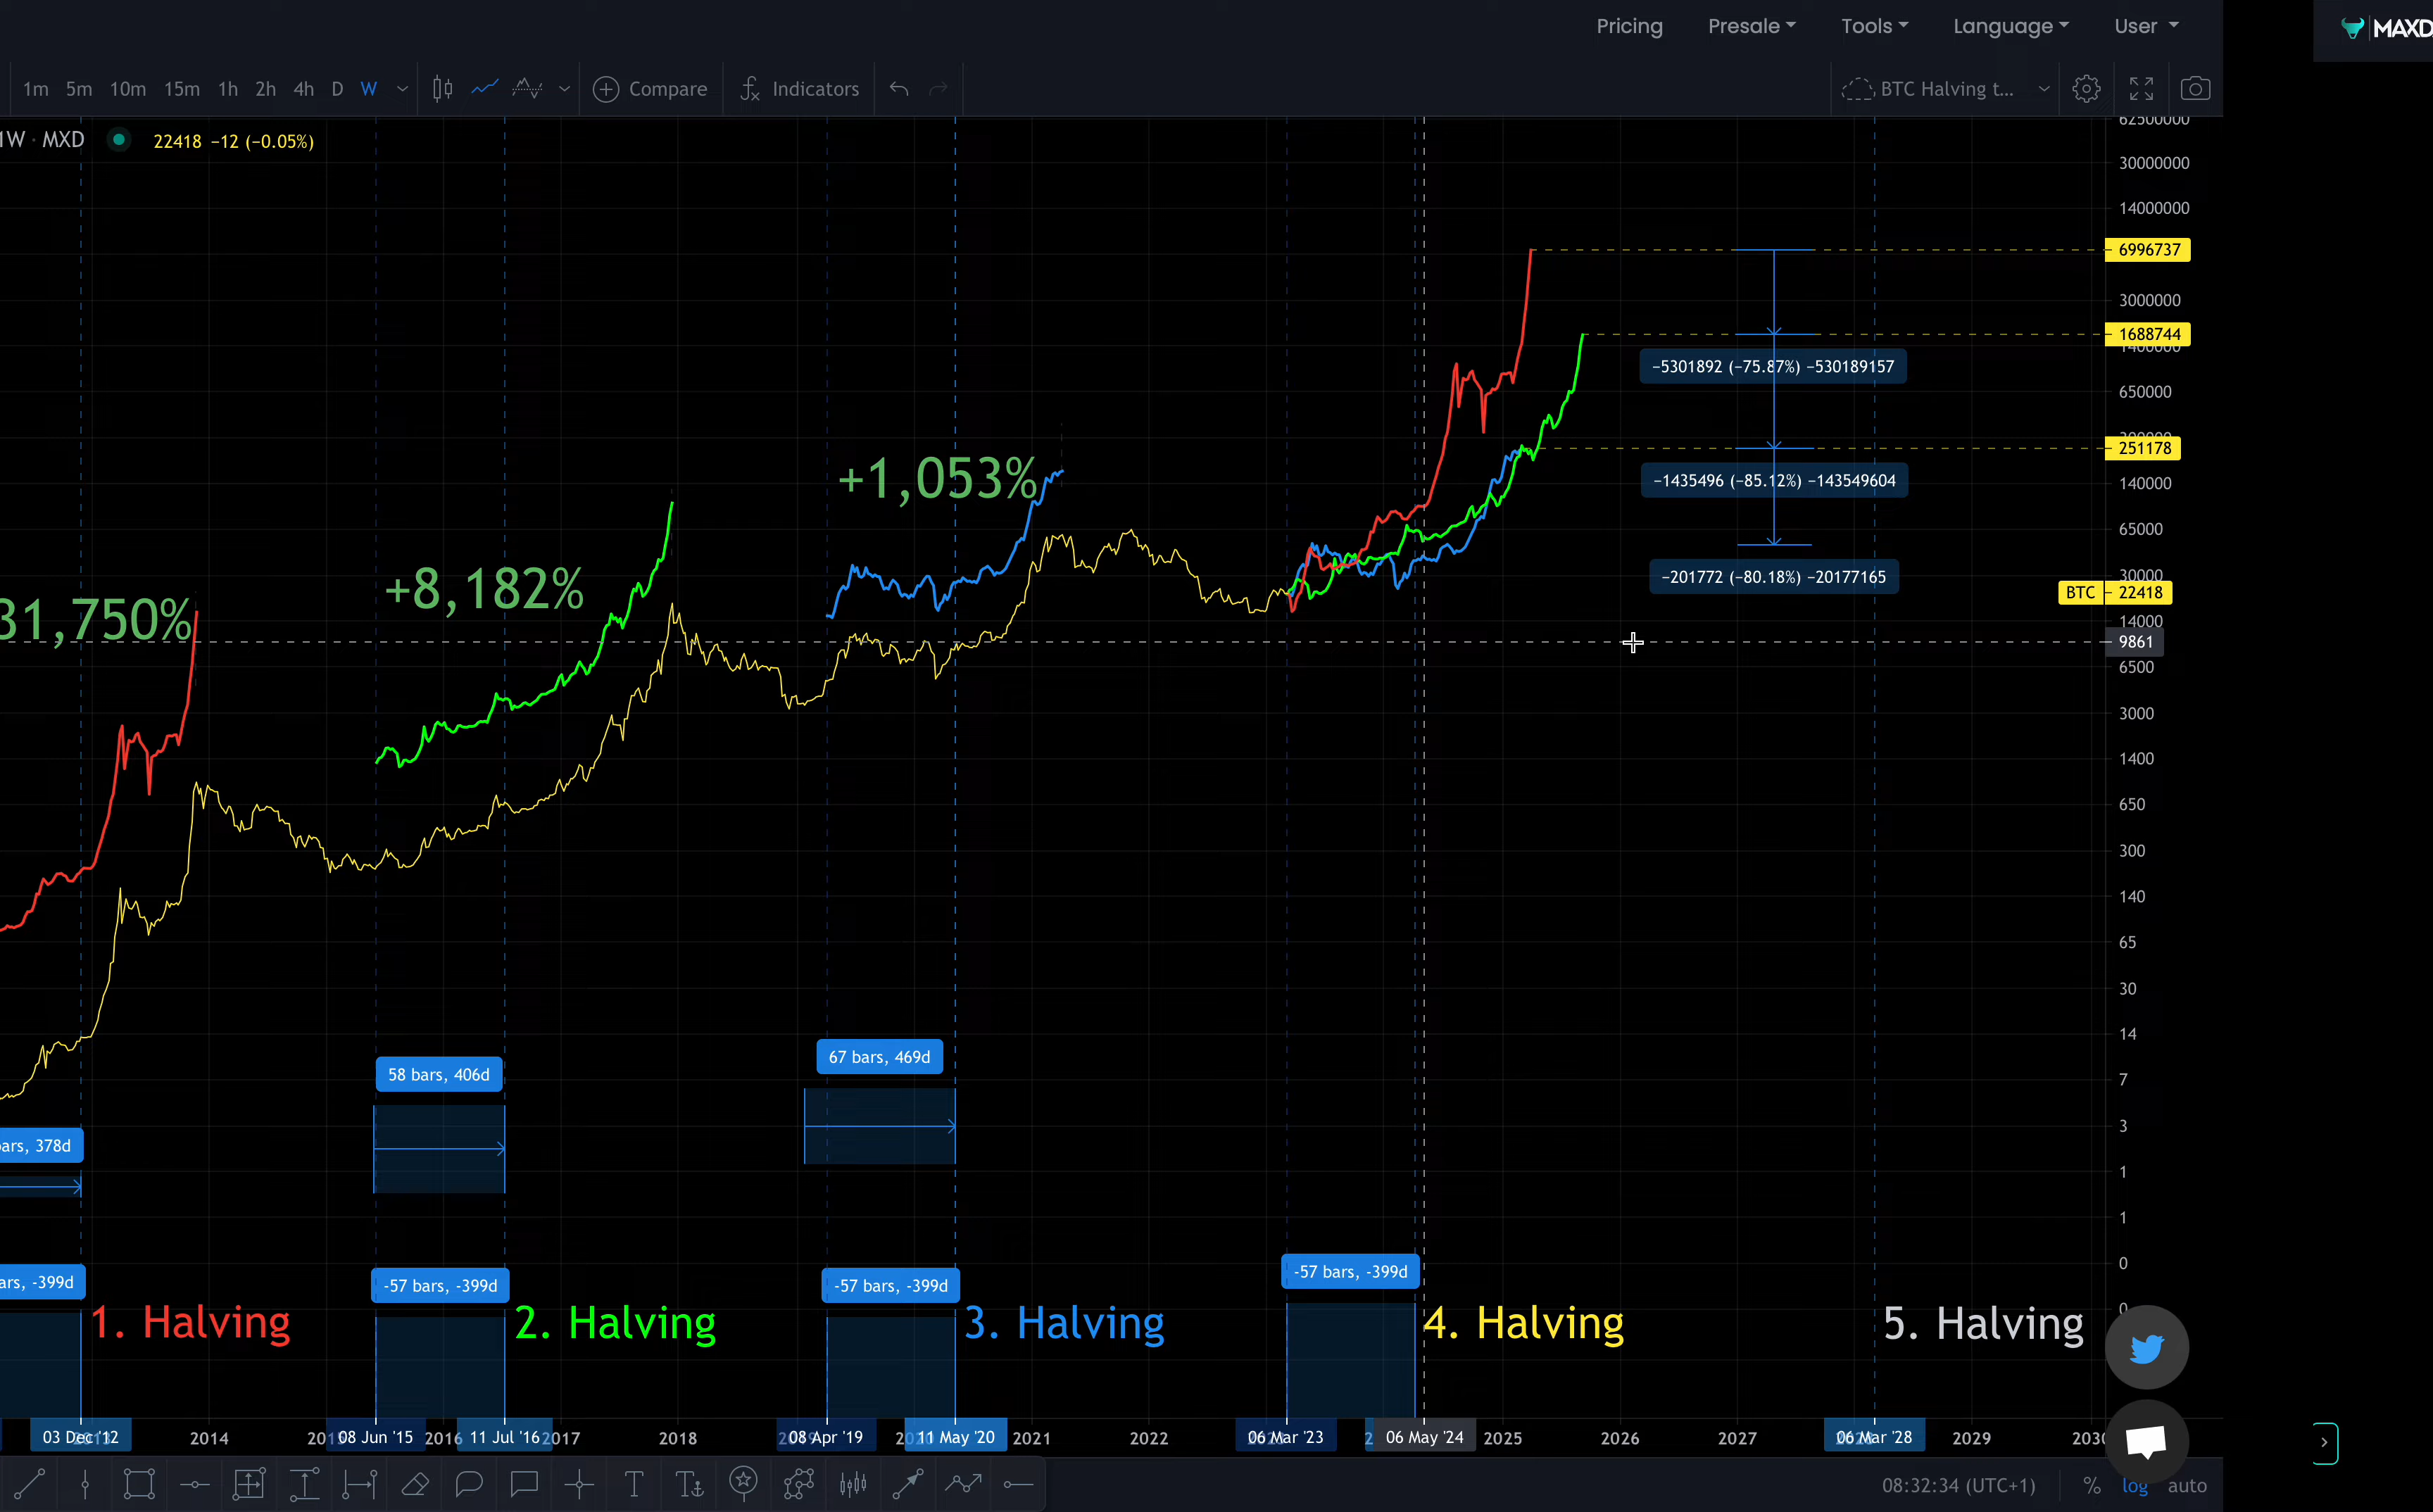 Pricing Presale Tools Language User MAXD
1m 5m 10m 15m 1h 2h 4h D W Compare Indicators BTC Halving t...
1W · MXD 22418 −12 (−0.05%)
62500000
30000000
14000000
6996737
3000000
1688744
1400000
−5301892 (−75.87%) −530189157
650000
251178
+1,053%
−1435496 (−85.12%) −143549604
140000
65000
+8,182%
−201772 (−80.18%) −20177165
30000
BTC 22418
31,750%
14000
9861
6500
3000
1400
650
300
140
65
30
14
67 bars, 469d
58 bars, 406d
7
3
ars, 378d
1
1
0
ars, -399d
-57 bars, -399d
-57 bars, -399d
-57 bars, -399d
0
1. Halving 2. Halving 3. Halving 4. Halving 5. Halving
03 Dec '12 2014 08 Jun '15 2016 11 Jul '16 2017 2018 08 Apr '19 11 May '20 2021 2022 06 Mar '23 06 May '24 2025 2026 2027 06 Mar '28 2029 2030
T T
08:32:34 (UTC+1) % log auto